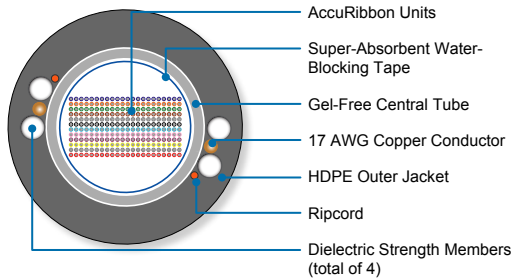 AccuRibbon Units
Super-Absorbent Water-
Blocking Tape
Gel-Free Central Tube
17 AWG Copper Conductor
HDPE Outer Jacket
Ripcord
Dielectric Strength Members
(total of 4)